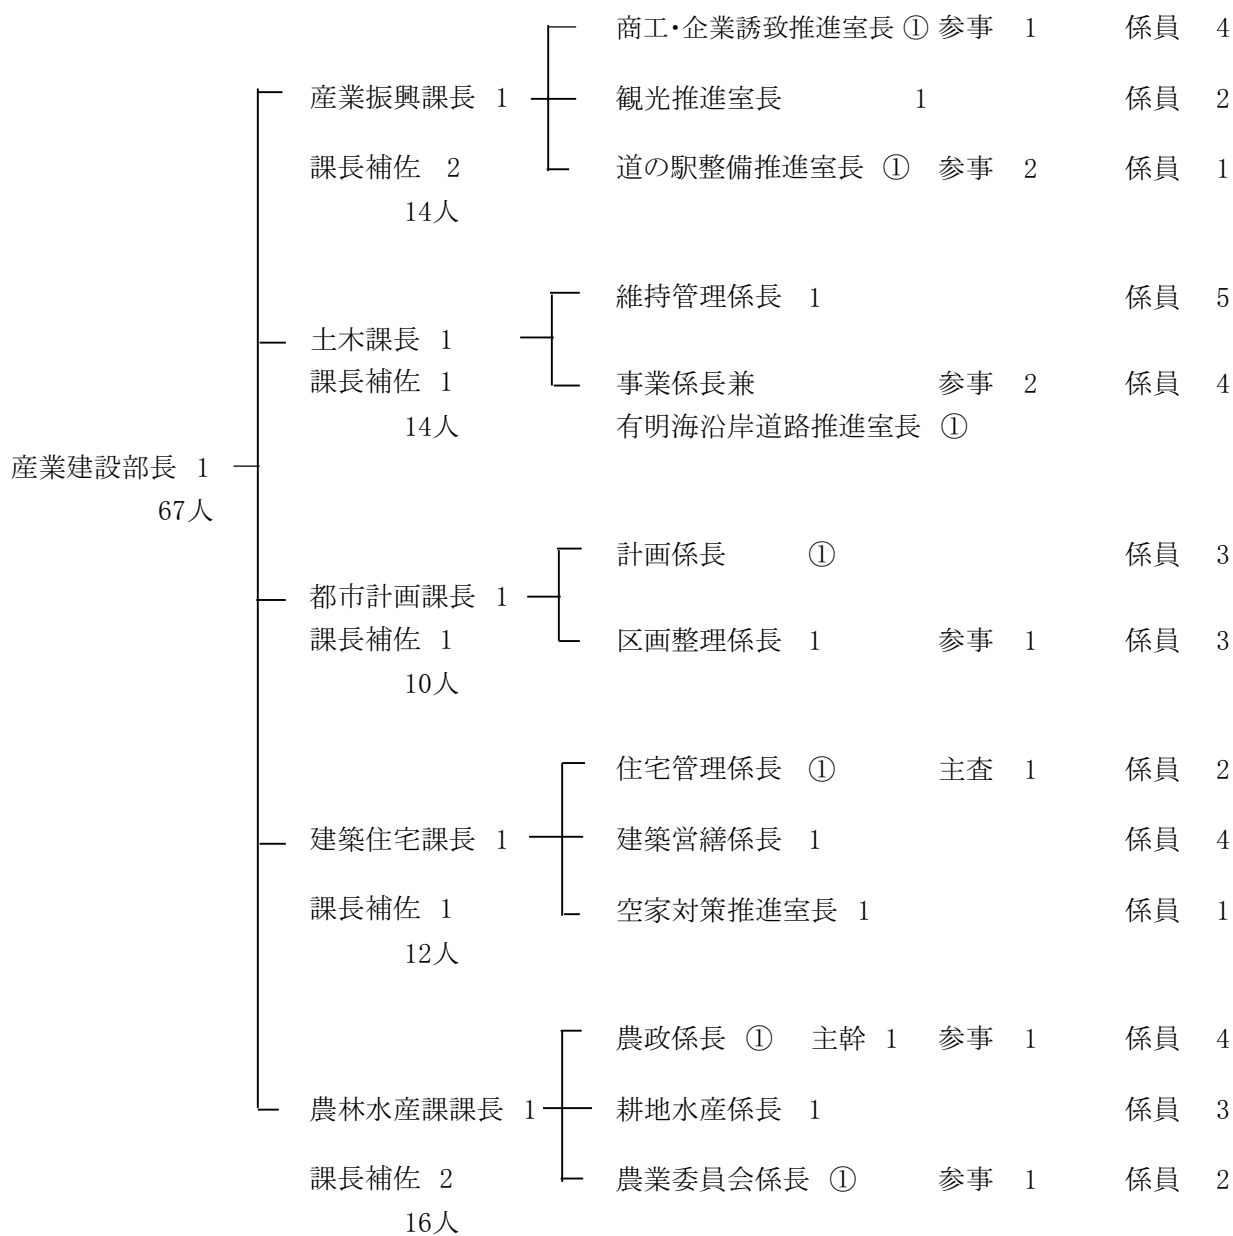 商工・企業誘致推進室長 ① 参事 1 係員 4
産業振興課長 1 観光推進室長 1 係員 2
課長補佐 2 道の駅整備推進室長 ① 参事 2 係員 1
14人
維持管理係長 1 係員 5
土木課長 1
課長補佐 1 事業係長兼 参事 2 係員 4
14人 有明海沿岸道路推進室長 ①
産業建設部長 1
67人
計画係長 ① 係員 3
都市計画課長 1
課長補佐 1 区画整理係長 1 参事 1 係員 3
10人
住宅管理係長 ① 主査 1 係員 2
建築住宅課長 1 建築営繕係長 1 係員 4
課長補佐 1 空家対策推進室長 1 係員 1
12人
農政係長 ① 主幹 1 参事 1 係員 4
農林水産課課長 1 耕地水産係長 1 係員 3
課長補佐 2 農業委員会係長 ① 参事 1 係員 2
16人